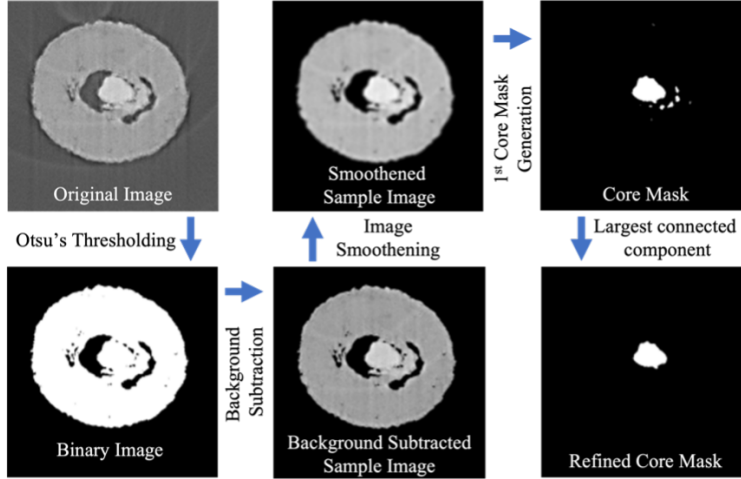 Original Image
Otsu's Thresholding
Binary Image
Background
Subtraction
Background Subtracted
Sample Image
Image
Smoothening
Smoothened
Sample Image
1st Core Mask
Generation
Core Mask
Largest connected
component
Refined Core Mask